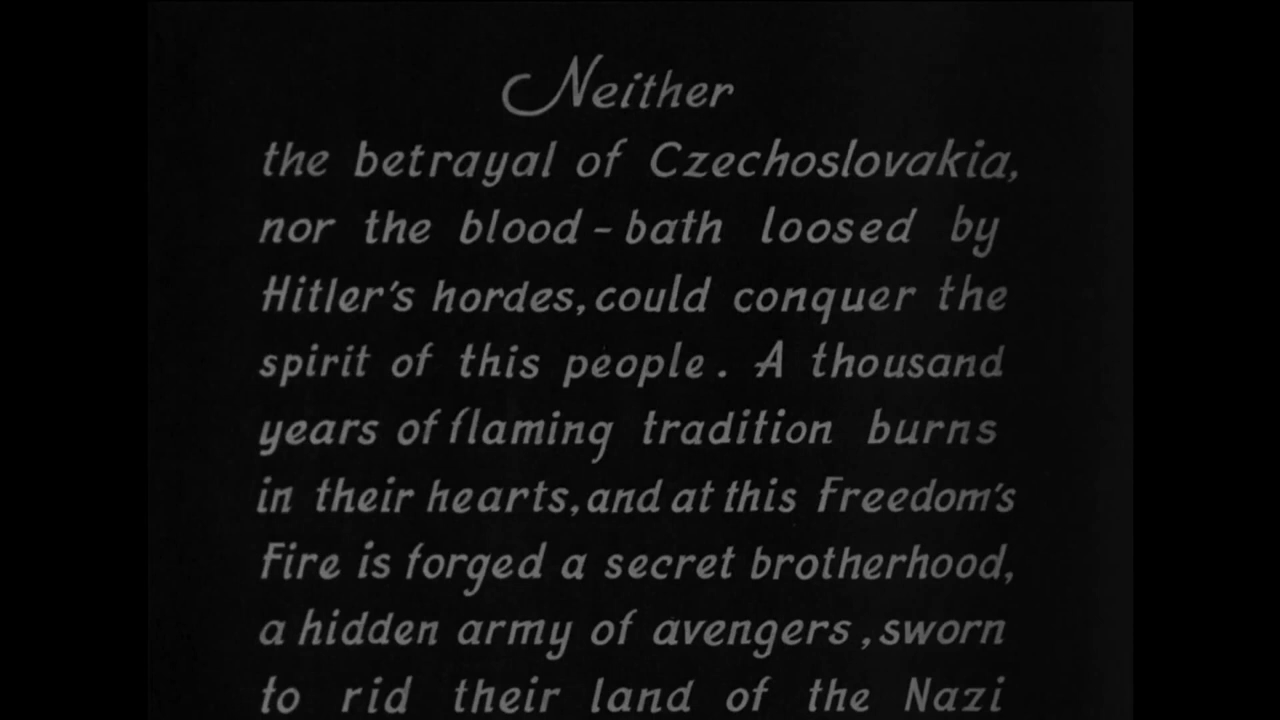 Neither
the betrayal of Czechoslovakia,
nor the blood-bath loosed by
Hitler's hordes, could conquer the
spirit of this people. A thousand
years of flaming tradition burns
in their hearts, and at this Freedom's
Fire is forged a secret brotherhood,
a hidden army of avengers, sworn
to rid their land of the Nazi